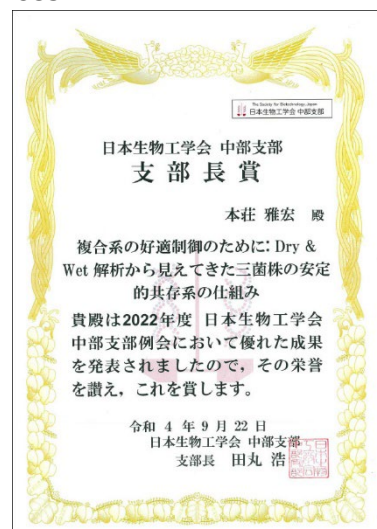 The Society for Biotechnology, Japan
日本生物工学会 中部支部
日本生物工学会 中部支部
支 部 長 賞
本荘 雅宏 殿
複合系の好適制御のために: Dry &
Wet 解析から見えてきた三菌株の安定
的共存系の仕組み
貴殿は2022年度 日本生物工学会
中部支部例会において優れた成果
を発表されましたので，その栄誉
を讃え，これを賞します。
令和 4 年 9 月 22 日
日本生物工学会 中部支部
支部長 田丸 浩